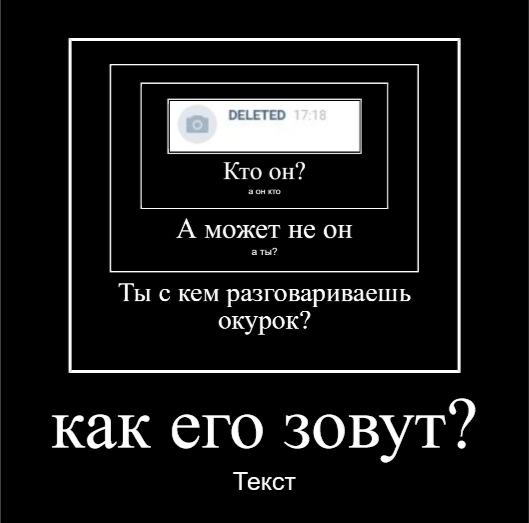 DELETED 17:18
Кто он?
а он кто
А может не он
а ты?
Ты с кем разговариваешь
окурок?
как его зовут?
Текст